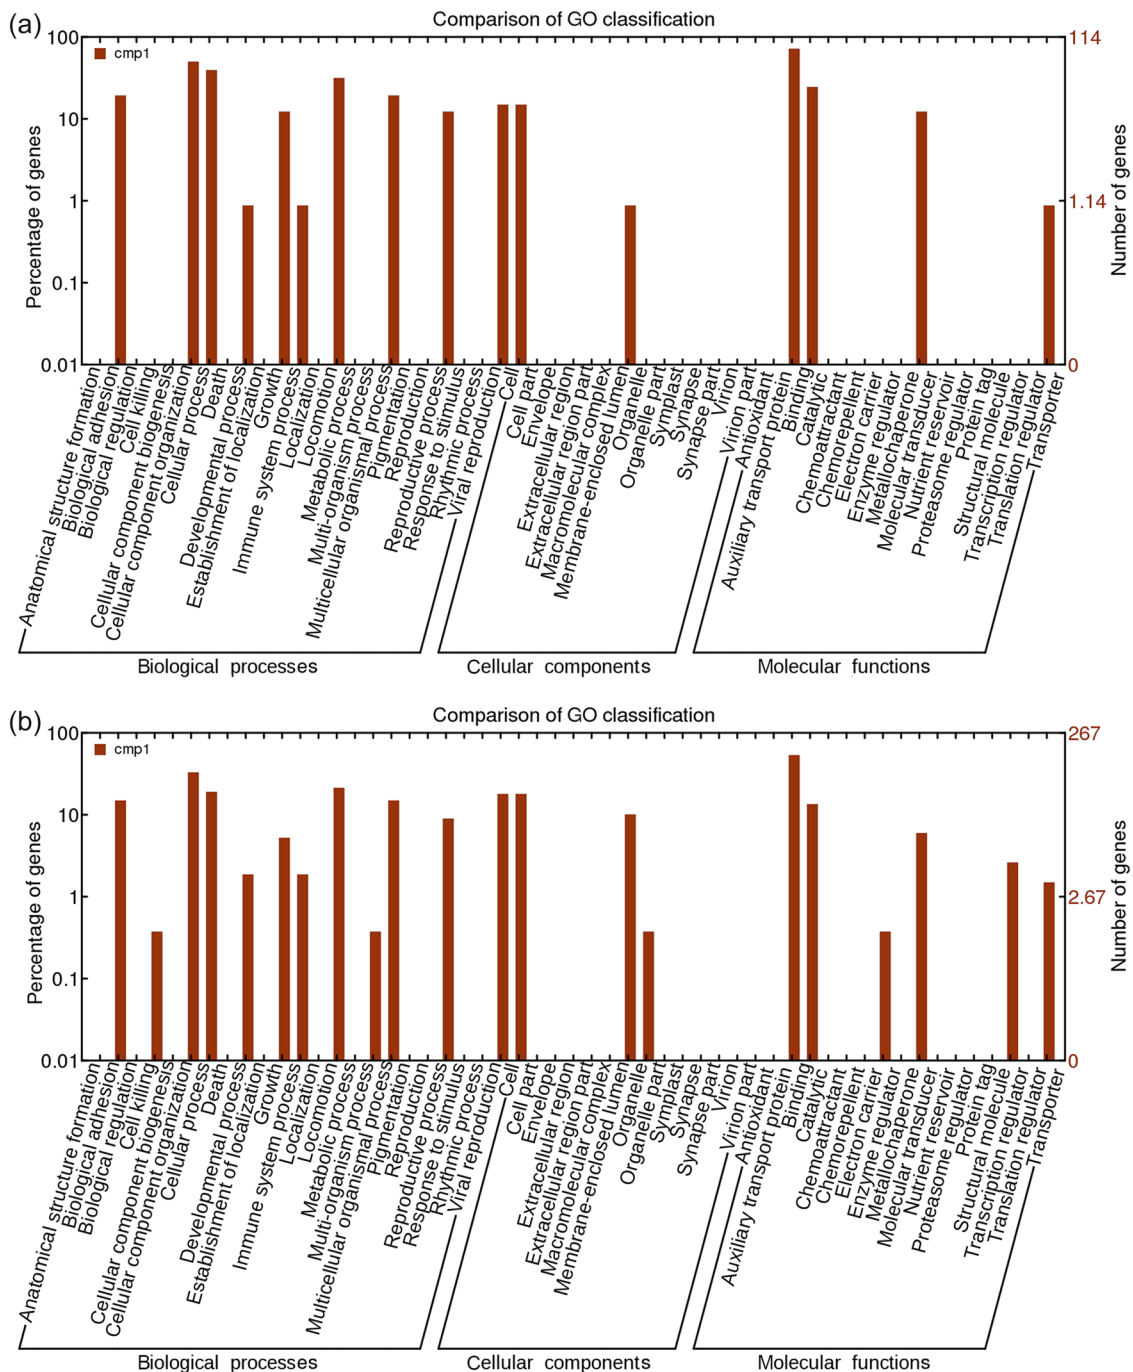 (a)
Comparison of GO classification
cmp1
Percentage of genes
100
10
1
0.1
0.01
114
1.14
0
Number of genes
Anatomical structure formation
Biological adhesion
Biological regulation
Cell killing
Cellular component biogenesis
Cellular component organization
Cellular process
Death
Developmental process
Establishment of localization
Growth
Immune system process
Localization
Locomotion
Metabolic process
Multi-organism process
Multicellular organismal process
Pigmentation
Reproduction
Reproductive process
Response to stimulus
Rhythmic process
Viral reproduction
Cell
Cell part
Envelope
Extracellular region
Extracellular region part
Macromolecular complex
Membrane-enclosed lumen
Organelle
Organelle part
Symplast
Synapse
Synapse part
Virion
Virion part
Antioxidant
Auxiliary transport protein
Binding
Catalytic
Chemoattractant
Chemorepellent
Electron carrier
Enzyme regulator
Metallochaperone
Molecular transducer
Nutrient reservoir
Proteasome regulator
Protein tag
Structural molecule
Transcription regulator
Translation regulator
Transporter
Biological processes
Cellular components
Molecular functions
(b)
Comparison of GO classification
cmp1
Percentage of genes
100
10
1
0.1
0.01
267
2.67
0
Number of genes
Anatomical structure formation
Biological adhesion
Biological regulation
Cell killing
Cellular component biogenesis
Cellular component organization
Cellular process
Death
Developmental process
Establishment of localization
Growth
Immune system process
Localization
Locomotion
Metabolic process
Multi-organism process
Multicellular organismal process
Pigmentation
Reproduction
Reproductive process
Response to stimulus
Rhythmic process
Viral reproduction
Cell
Cell part
Envelope
Extracellular region
Extracellular region part
Macromolecular complex
Membrane-enclosed lumen
Organelle
Organelle part
Symplast
Synapse
Synapse part
Virion
Virion part
Antioxidant
Auxiliary transport protein
Binding
Catalytic
Chemoattractant
Chemorepellent
Electron carrier
Enzyme regulator
Metallochaperone
Molecular transducer
Nutrient reservoir
Proteasome regulator
Protein tag
Structural molecule
Transcription regulator
Translation regulator
Transporter
Biological processes
Cellular components
Molecular functions